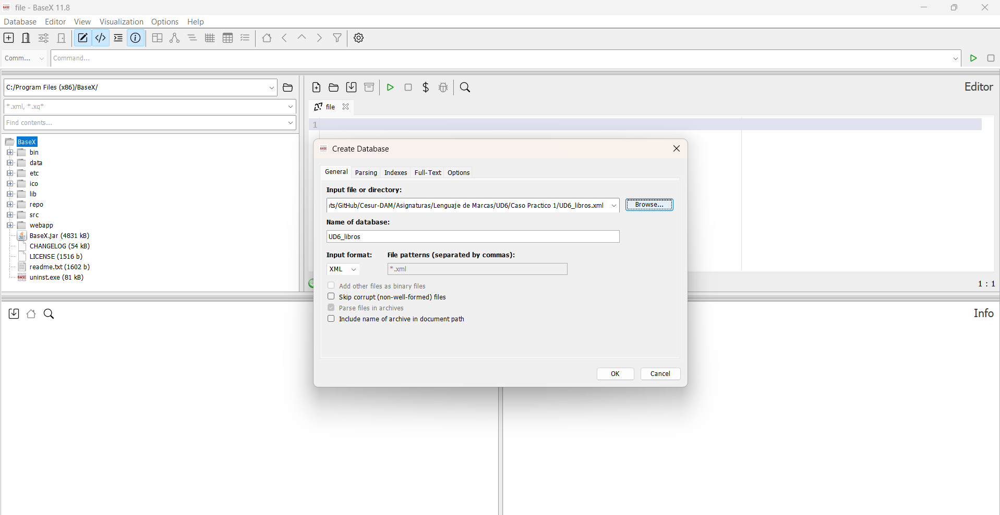 file - BaseX 11.8
Database Editor View Visualization Options Help
Comm... Command...
C:/Program Files (x86)/BaseX/
*.xml, *.xq*
Find contents...
BaseX
bin
data
etc
ico
lib
repo
src
webapp
BaseX.jar (4831 kB)
CHANGELOG (54 kB)
LICENSE (1516 b)
readme.txt (1602 b)
uninst.exe (81 kB)
Editor
file
1
1 : 1
Create Database
General Parsing Indexes Full-Text Options
Input file or directory:
ıts/GitHub/Cesur-DAM/Asignaturas/Lenguaje de Marcas/UD6/Caso Practico 1/UD6_libros.xml Browse...
Name of database:
UD6_libros
Input format: File patterns (separated by commas):
XML *.xml
Add other files as binary files
Skip corrupt (non-well-formed) files
Parse files in archives
Include name of archive in document path
OK Cancel
Info